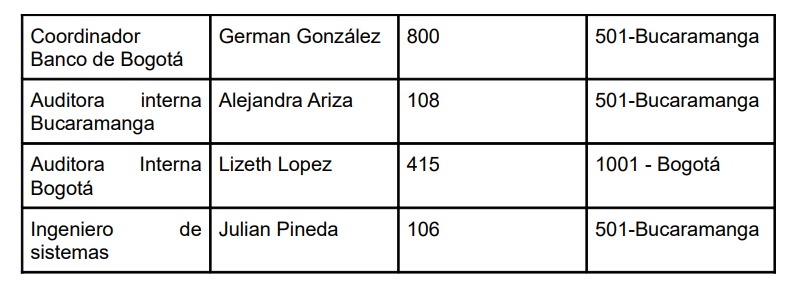 Coordinador German González 800 501-Bucaramanga
Banco de Bogotá
Auditora interna Alejandra Ariza 108 501-Bucaramanga
Bucaramanga
Auditora Interna Lizeth Lopez 415 1001 - Bogotá
Bogotá
Ingeniero de Julian Pineda 106 501-Bucaramanga
sistemas